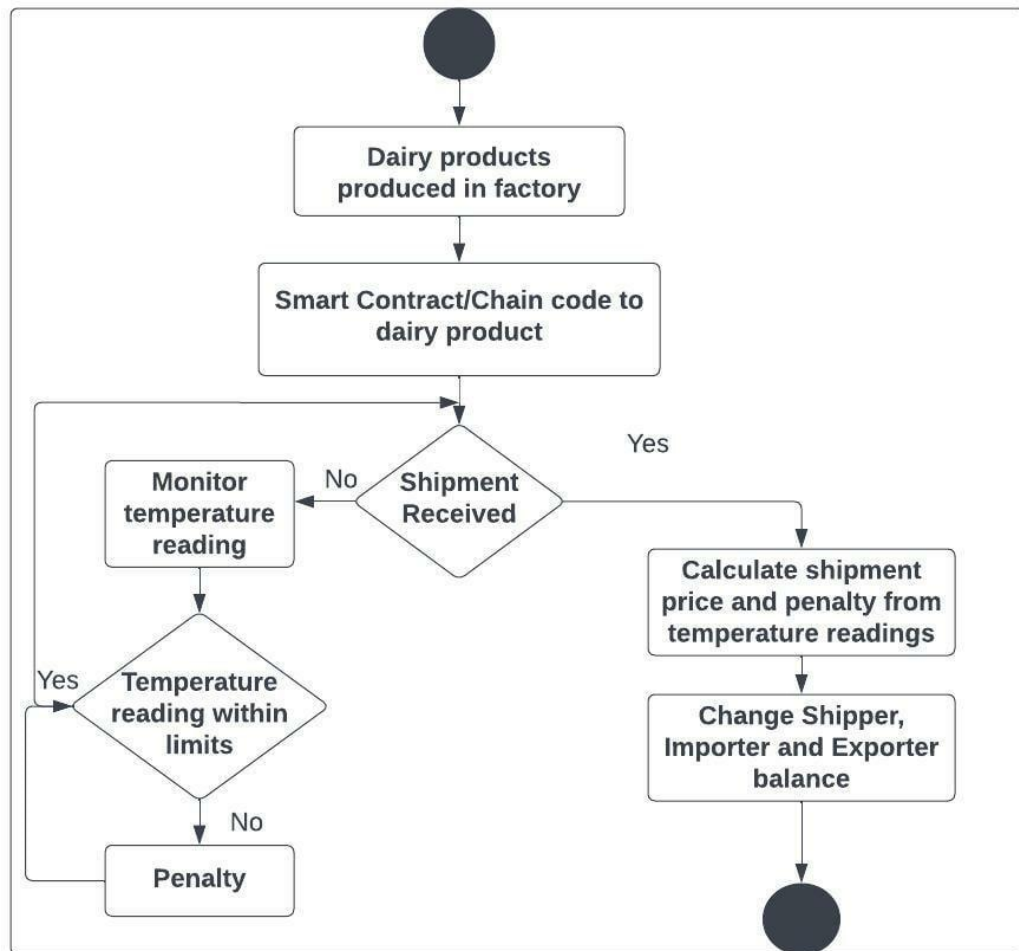 Dairy products
produced in factory
Smart Contract/Chain code to
dairy product
Shipment
Received
No
Yes
Monitor
temperature
reading
Temperature
reading within
limits
Yes
No
Penalty
Calculate shipment
price and penalty from
temperature readings
Change Shipper,
Importer and Exporter
balance